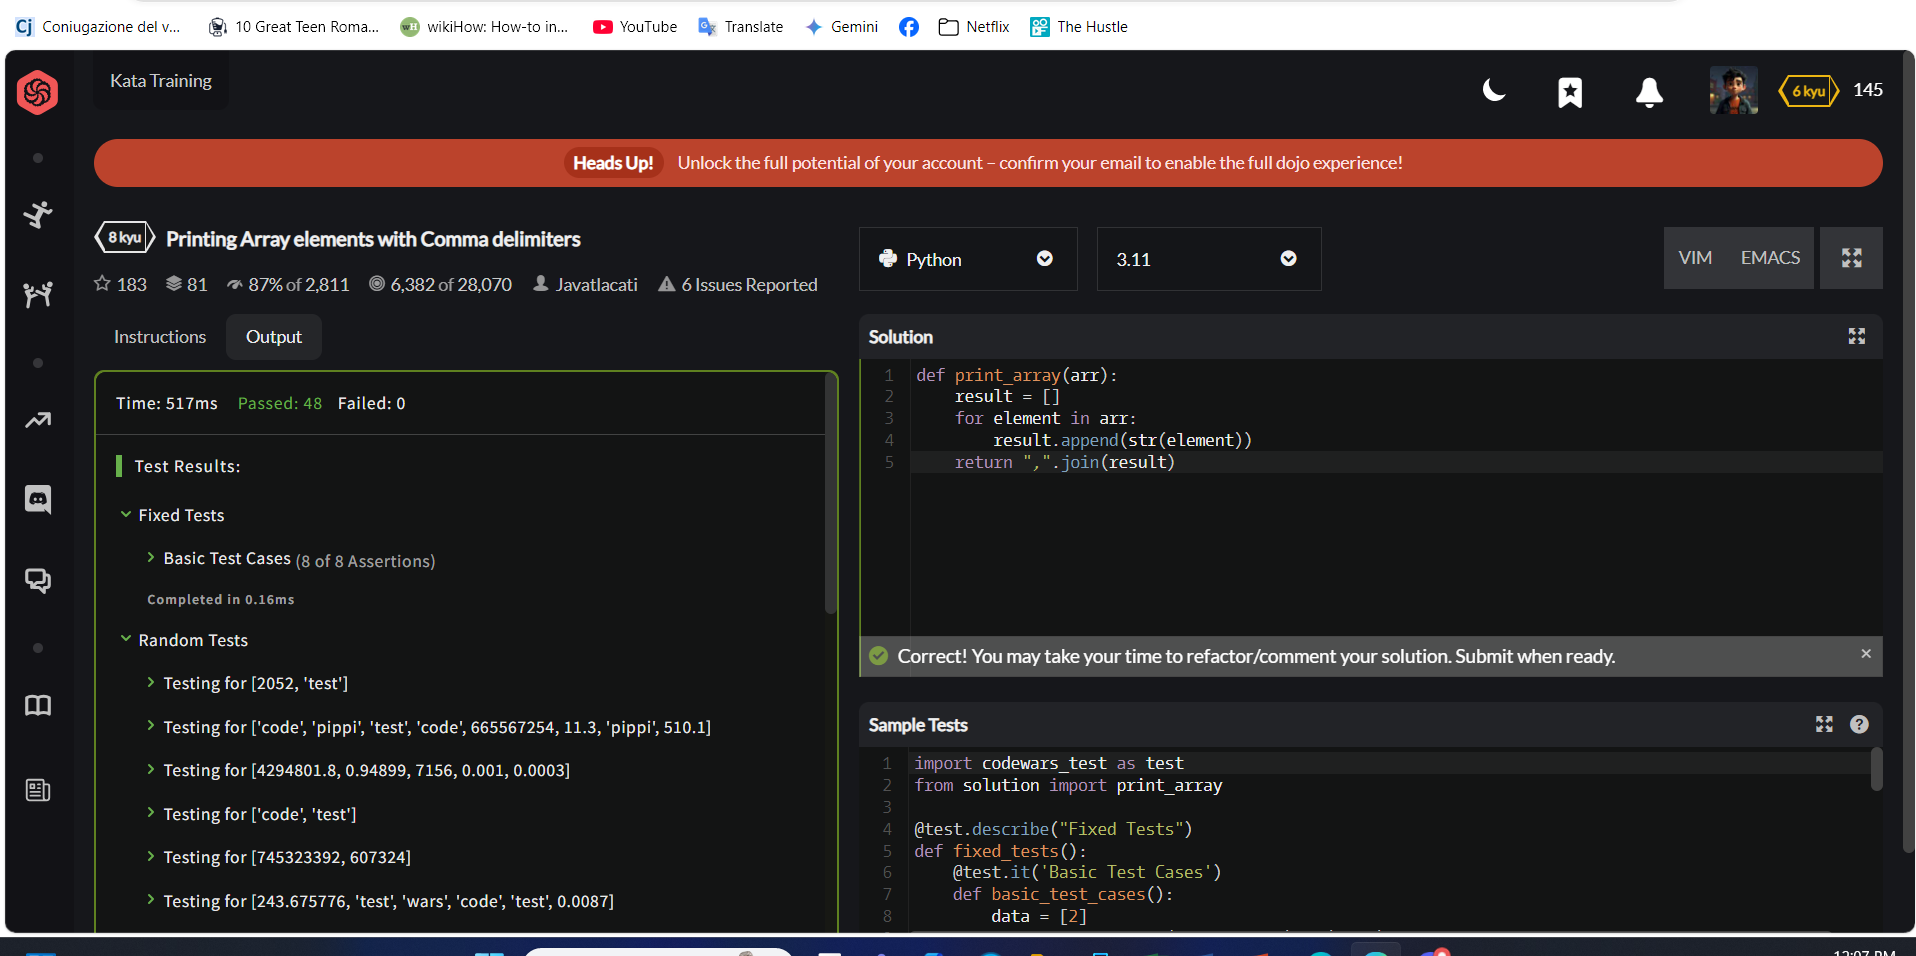 Coniugazione del v...
10 Great Teen Roma...
wikiHow: How-to in...
YouTube
Translate
Gemini
Netflix
The Hustle
Kata Training
6 kyu
145
Heads Up!
Unlock the full potential of your account – confirm your email to enable the full dojo experience!
8 kyu
Printing Array elements with Comma delimiters
183
81
87% of 2,811
6,382 of 28,070
Javatlacati
6 Issues Reported
Python
3.11
VIM
EMACS
Instructions
Output
Time: 517ms Passed: 48 Failed: 0
Test Results:
Fixed Tests
Basic Test Cases (8 of 8 Assertions)
Completed in 0.16ms
Random Tests
Testing for [2052, 'test']
Testing for ['code', 'pippi', 'test', 'code', 665567254, 11.3, 'pippi', 510.1]
Testing for [4294801.8, 0.94899, 7156, 0.001, 0.0003]
Testing for ['code', 'test']
Testing for [745323392, 607324]
Testing for [243.675776, 'test', 'wars', 'code', 'test', 0.0087]
Solution
1 def print_array(arr):
2 result = []
3 for element in arr:
4 result.append(str(element))
5 return ",".join(result)
Correct! You may take your time to refactor/comment your solution. Submit when ready.
Sample Tests
1 import codewars_test as test
2 from solution import print_array
3
4 @test.describe("Fixed Tests")
5 def fixed_tests():
6 @test.it('Basic Test Cases')
7 def basic_test_cases():
8 data = [2]
12:07 PM